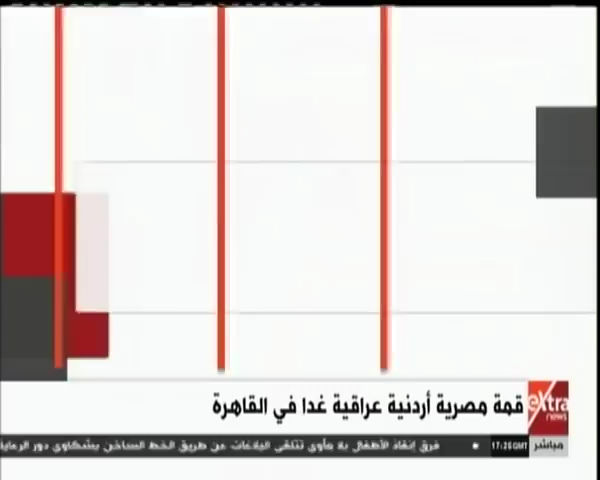 قمة مصرية أردنية عراقية غدا في القاهرة
eXtra
news
مباشر
17:25 GMT
فرق إنقاذ الأطفال بلا مأوى تتلقى البلاغات عن طريق الخط الساخن بشكاوى دور الرعاية